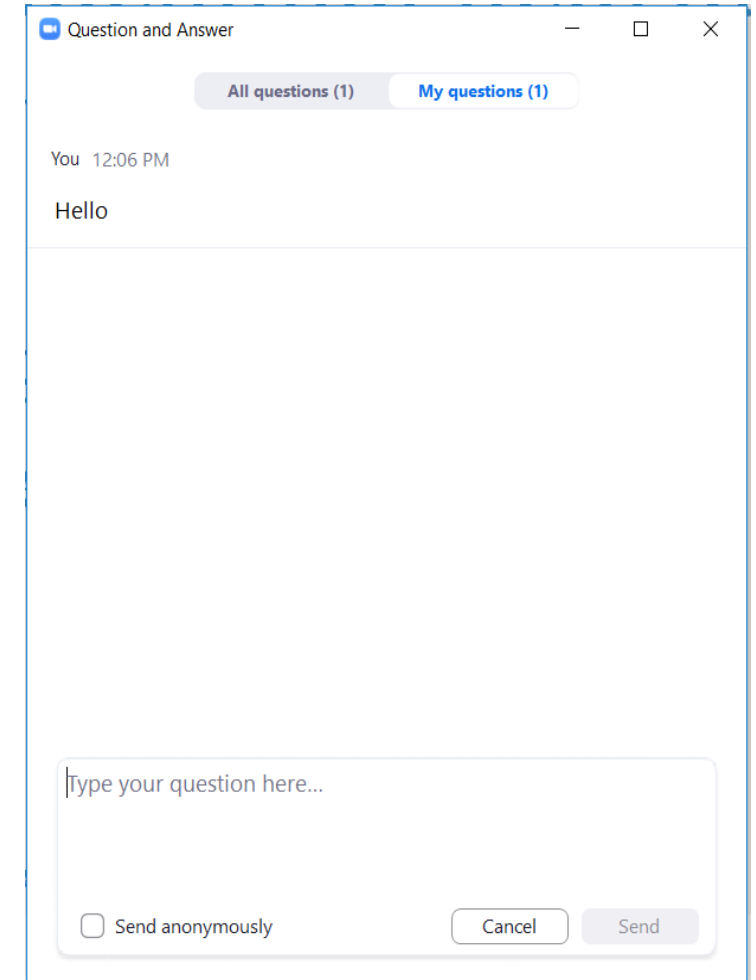 Question and Answer
All questions (1) My questions (1)
You 12:06 PM
Hello
Type your question here...
Send anonymously Cancel Send